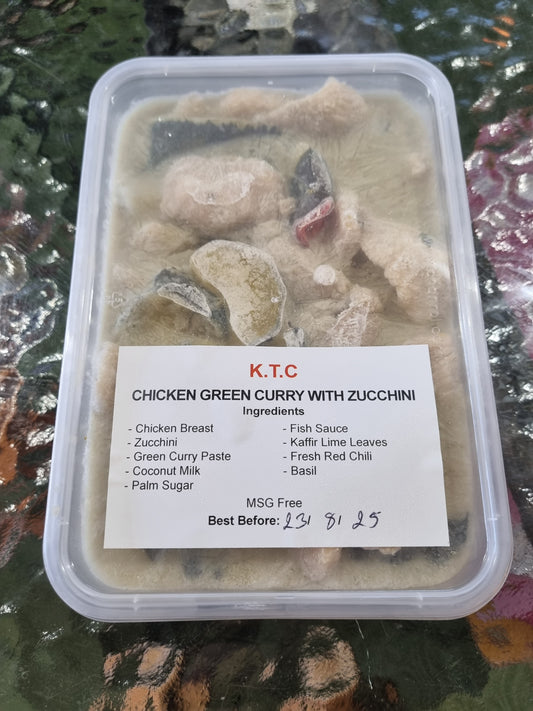 K.T.C
CHICKEN GREEN CURRY WITH ZUCCHINI
Ingredients
- Chicken Breast
- Zucchini
- Green Curry Paste
- Coconut Milk
- Palm Sugar
- Fish Sauce
- Kaffir Lime Leaves
- Fresh Red Chili
- Basil
MSG Free
Best Before: 23/ 8/ 25